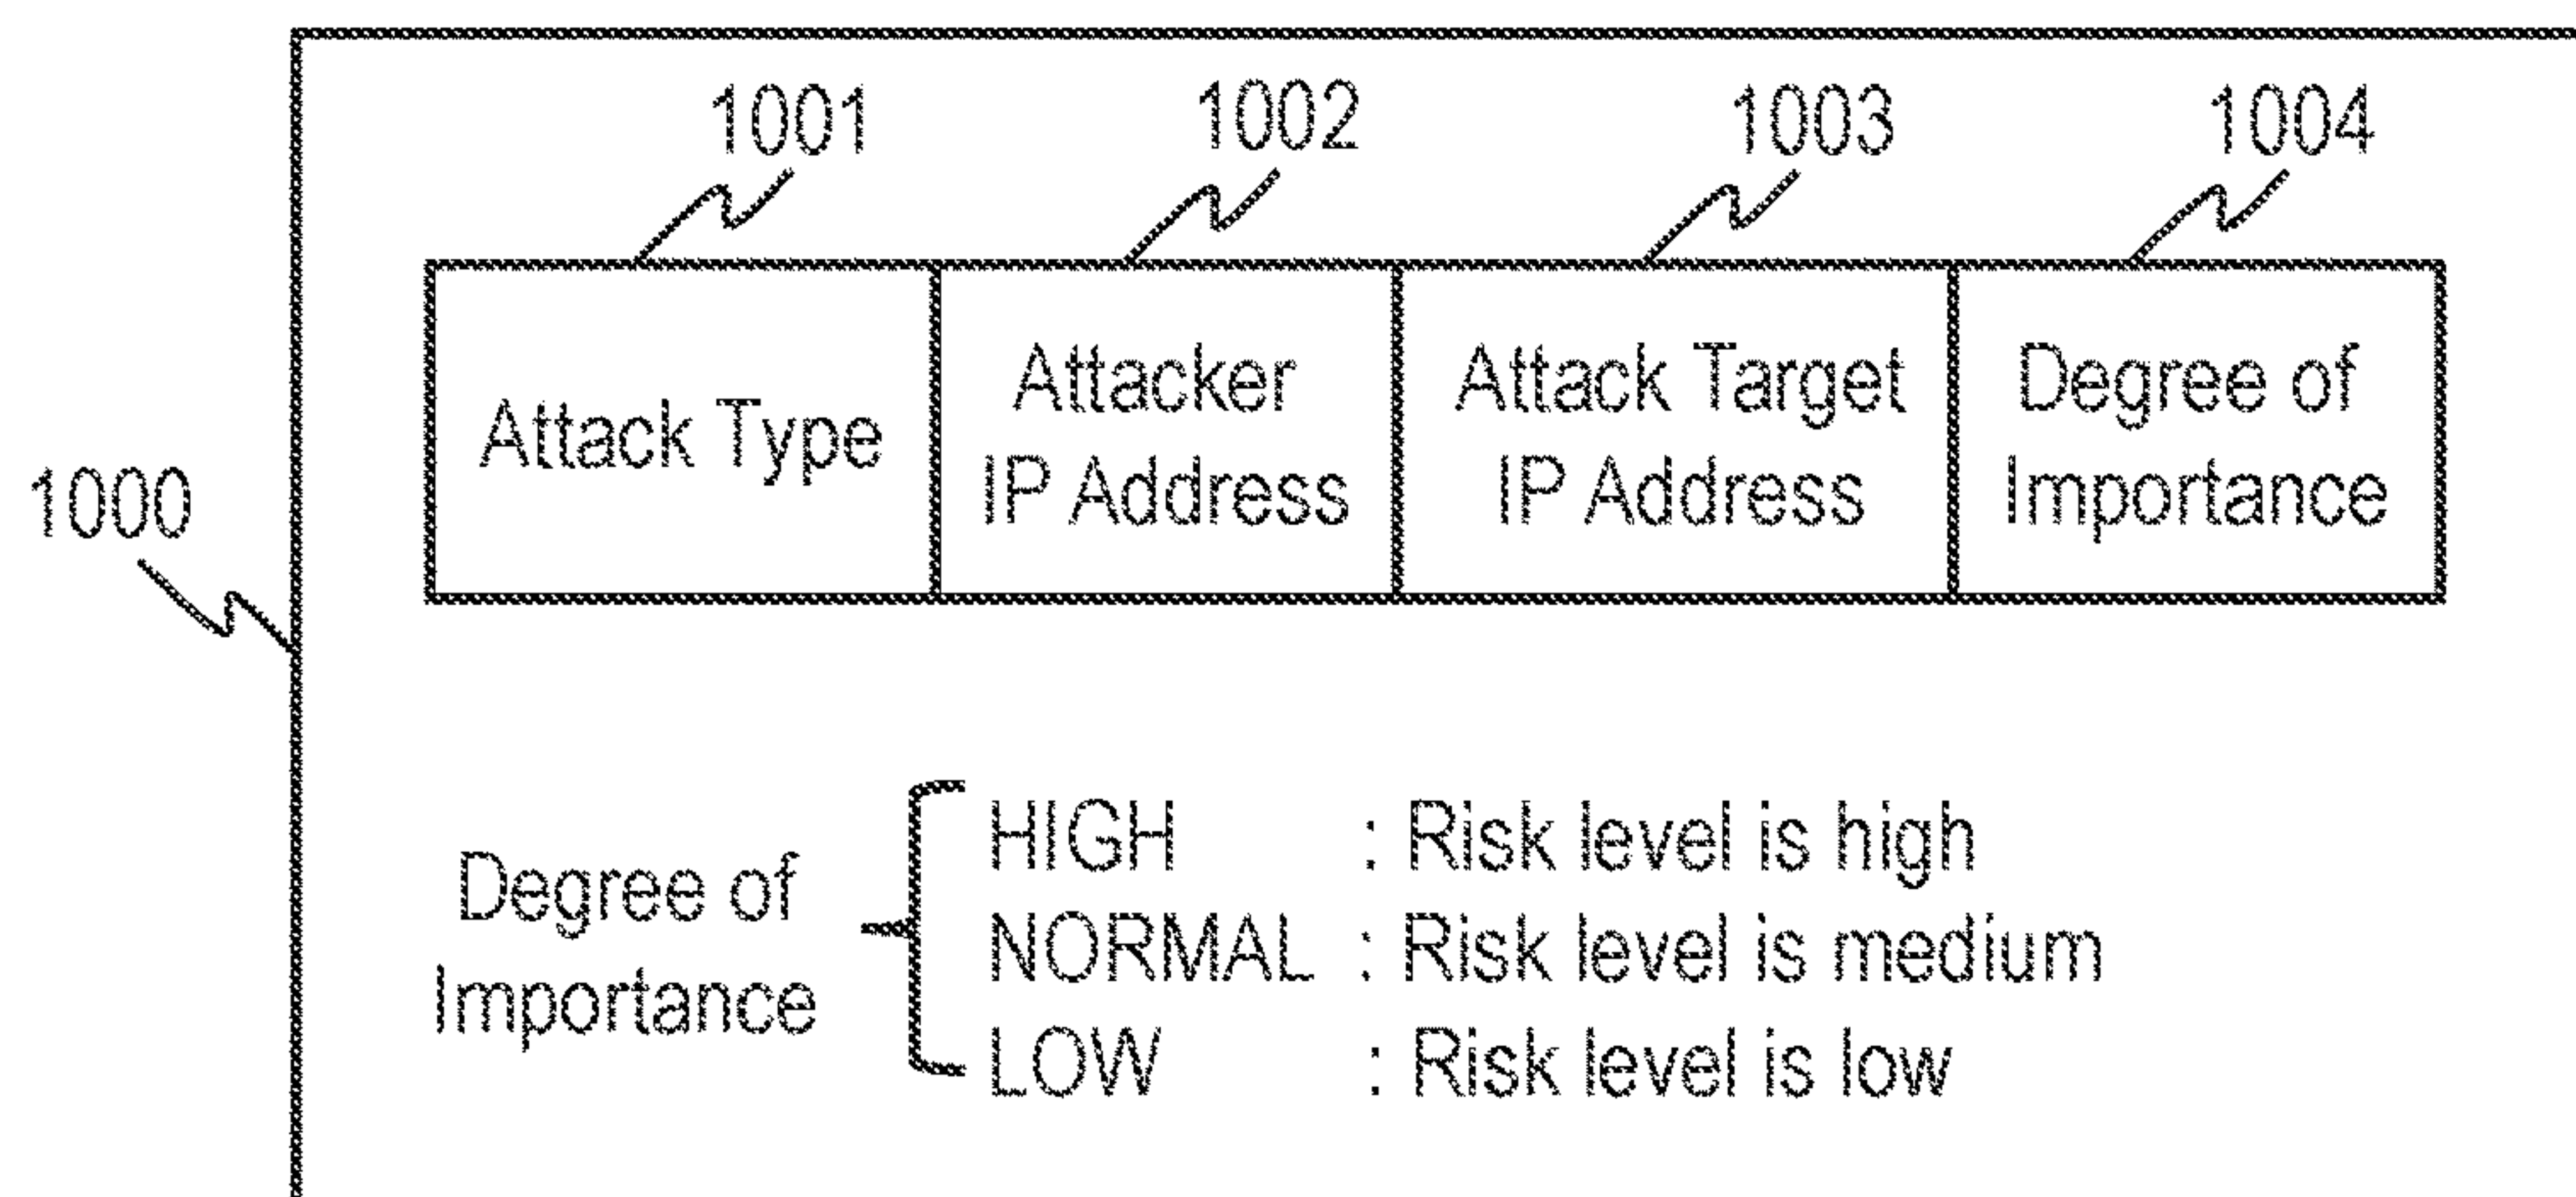 1001 1002 1003 1004
Attack Type
Attacker
IP Address
Attack Target
IP Address
Degree of
Importance
1000
Degree of
Importance
HIGH : Risk level is high
NORMAL : Risk level is medium
LOW : Risk level is low